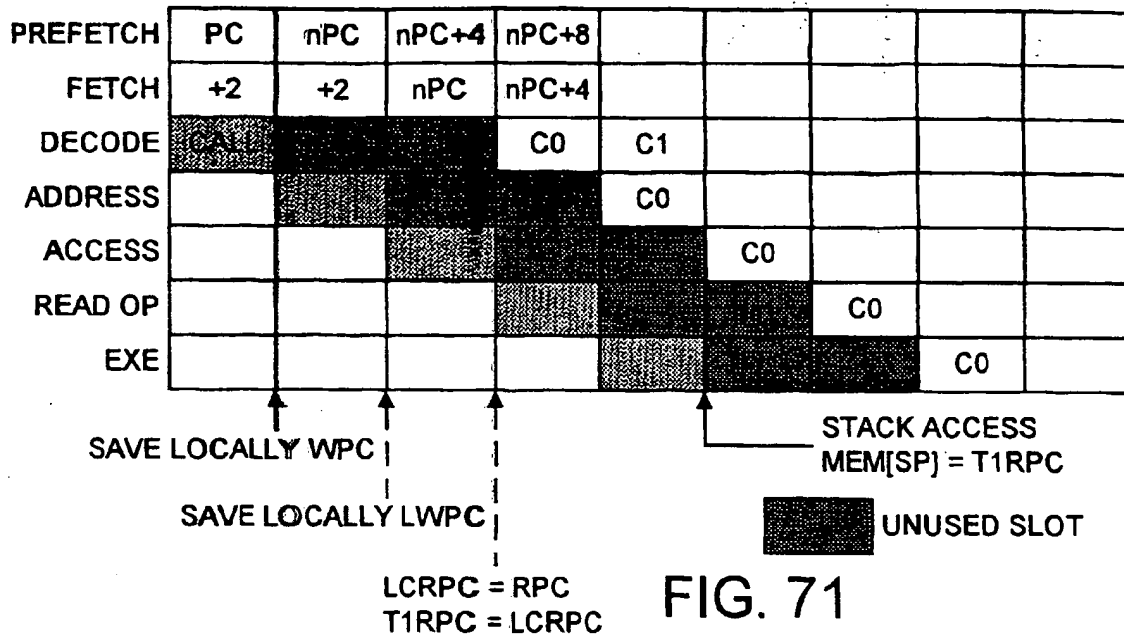 PREFETCH PC nPC nPC+4 nPC+8
FETCH +2 +2 nPC nPC+4
DECODE CALL C0 C1
ADDRESS C0
ACCESS C0
READ OP C0
EXE C0
SAVE LOCALLY WPC
STACK ACCESS
MEM[SP] = T1RPC
SAVE LOCALLY LWPC
UNUSED SLOT
LCRPC = RPC
T1RPC = LCRPC
FIG. 71